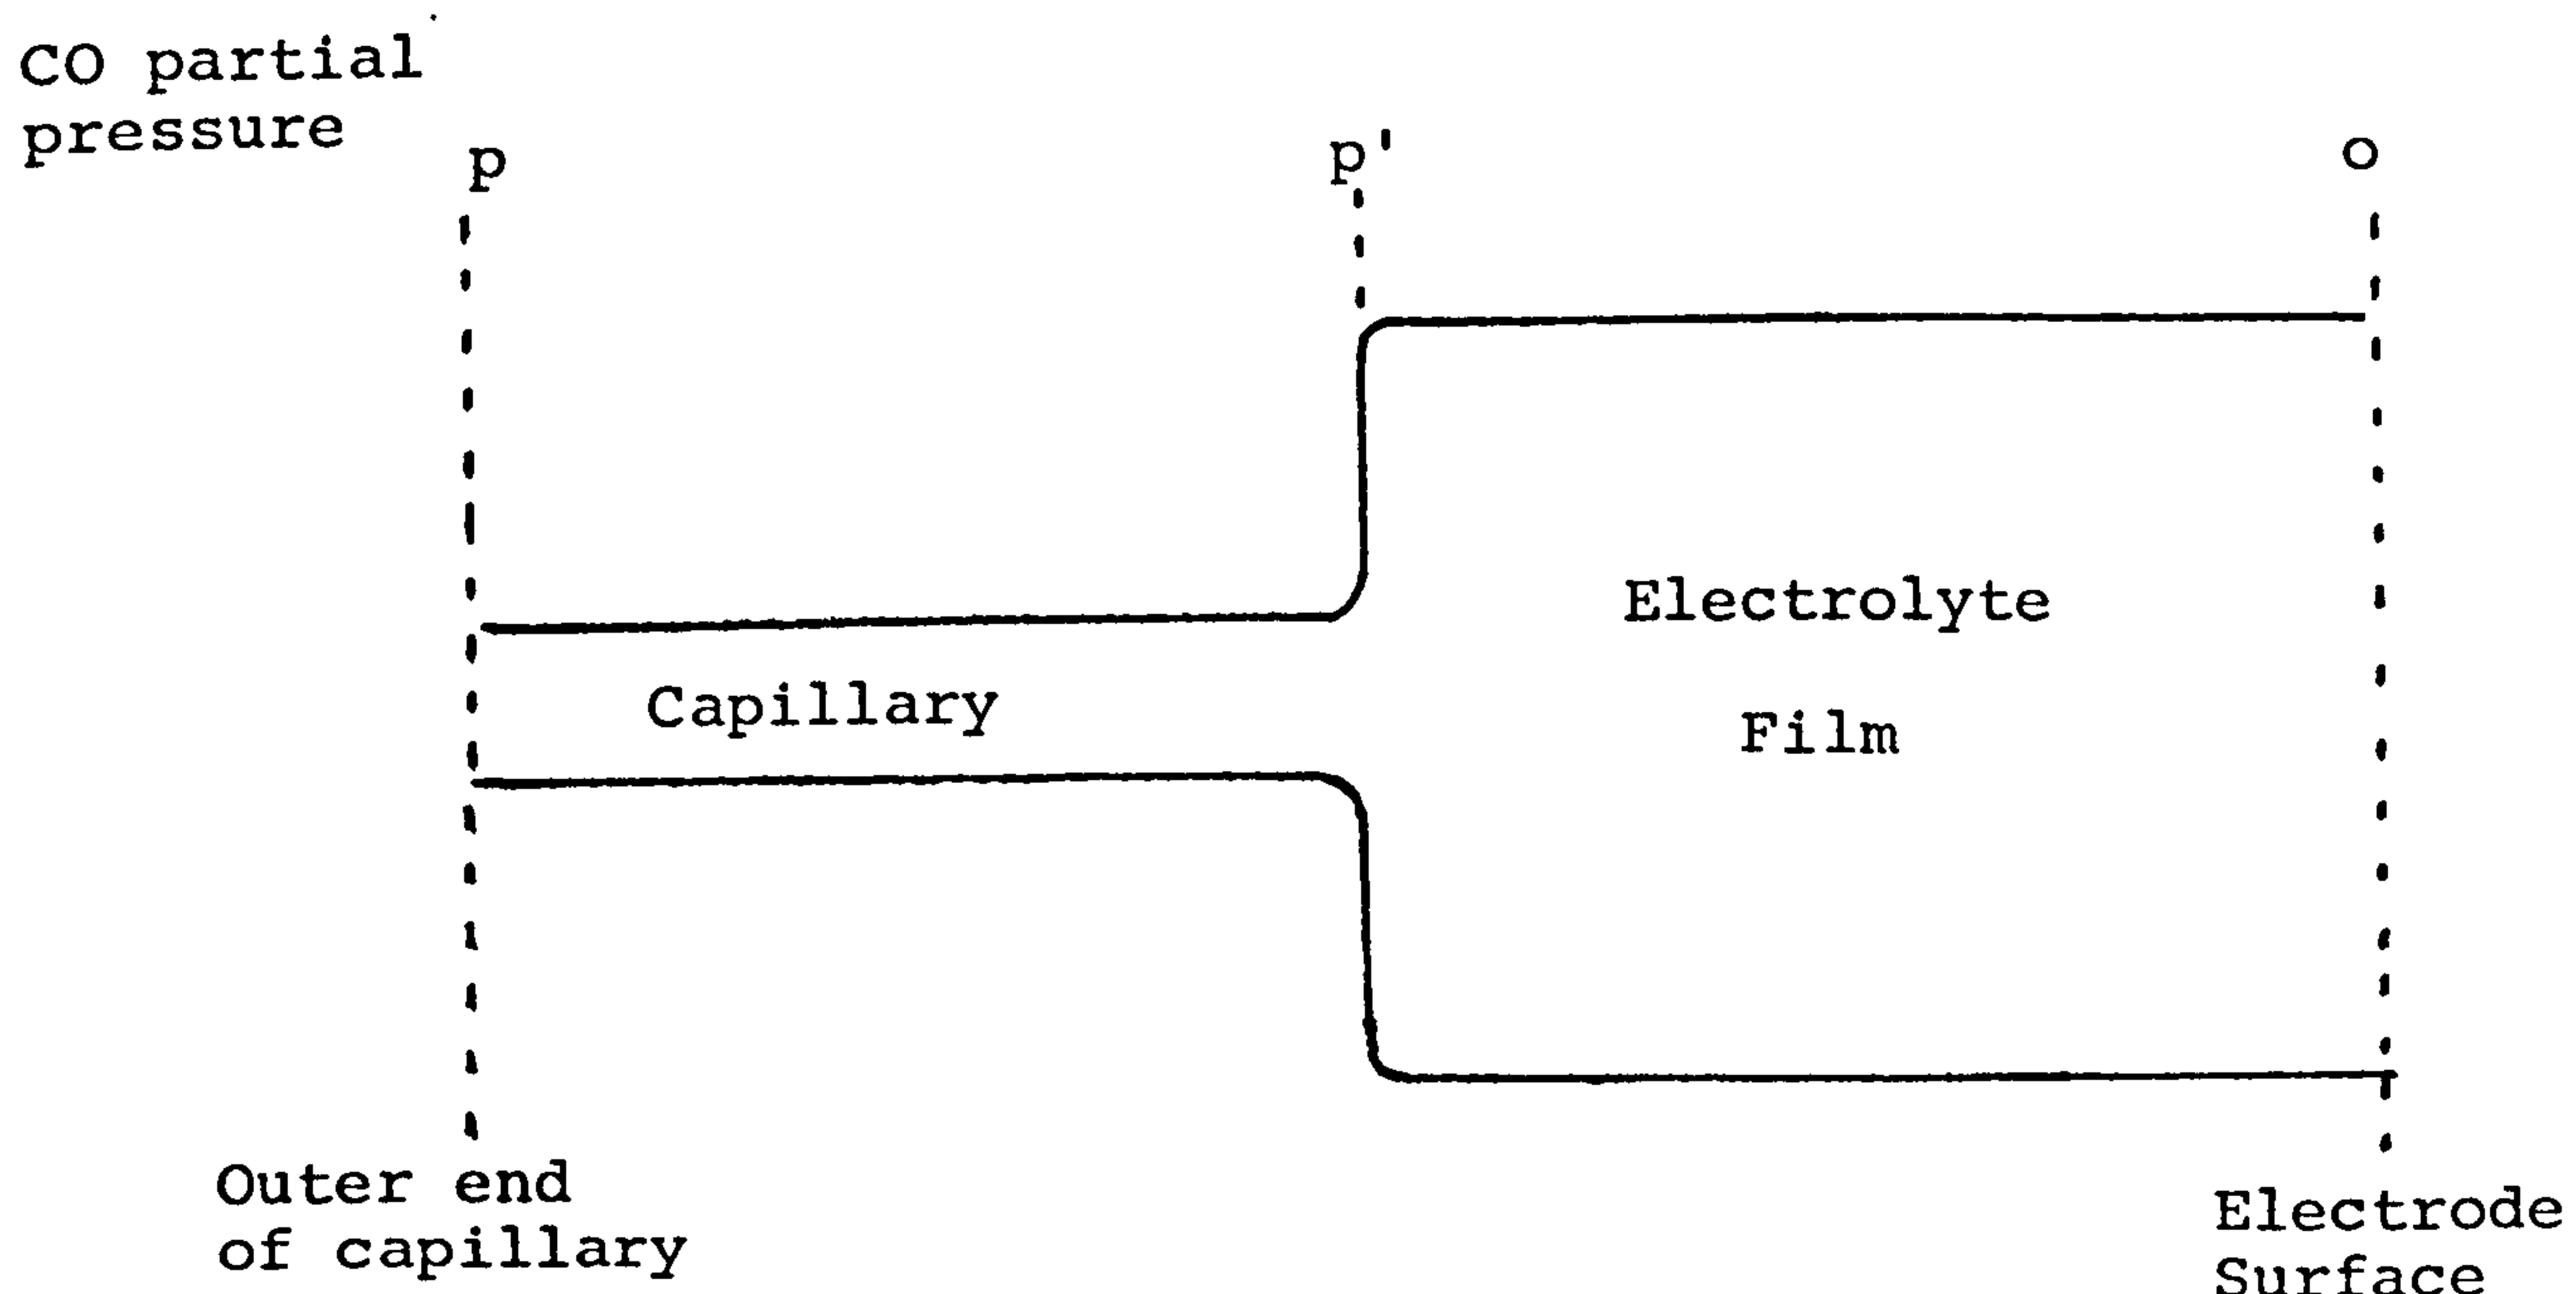 CO partial
pressure
p
p'
O
Electrolyte
Capillary
Film
Outer end
of capillary
Electrode
Surface